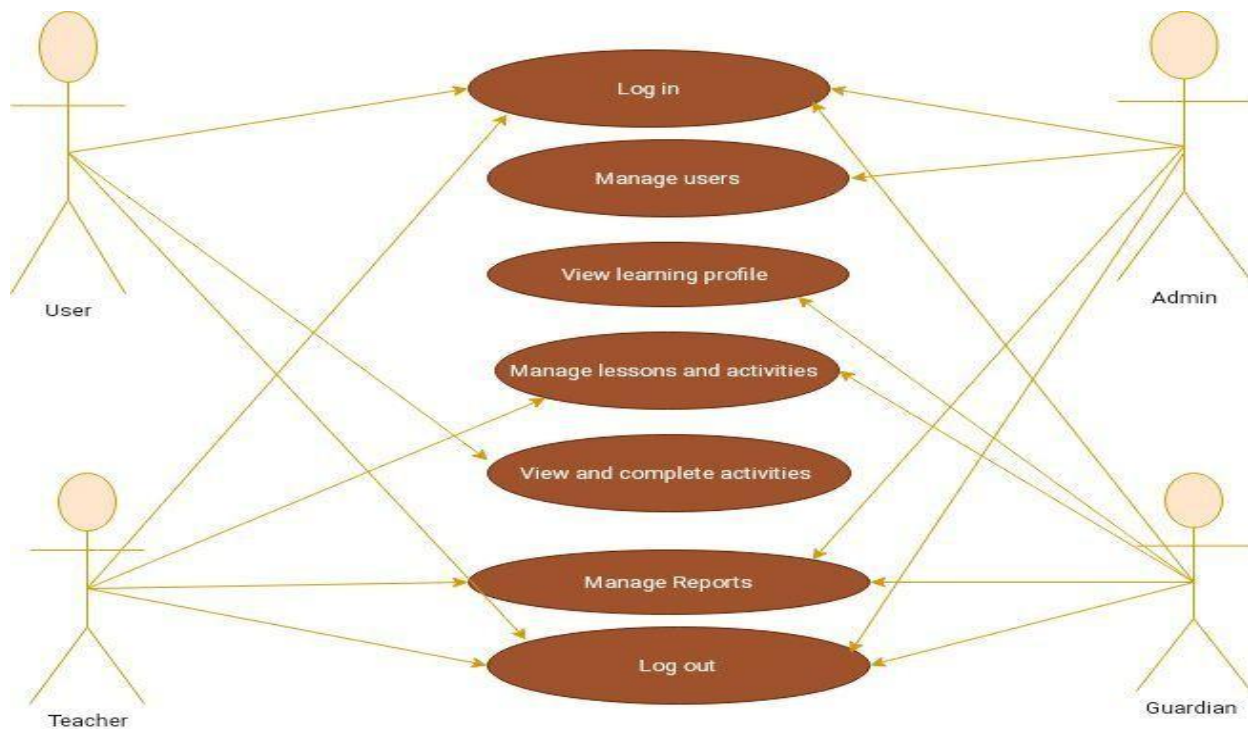 Log in
Manage users
View learning profile
User
Admin
Manage lessons and activities
View and complete activities
Manage Reports
Log out
Teacher
Guardian